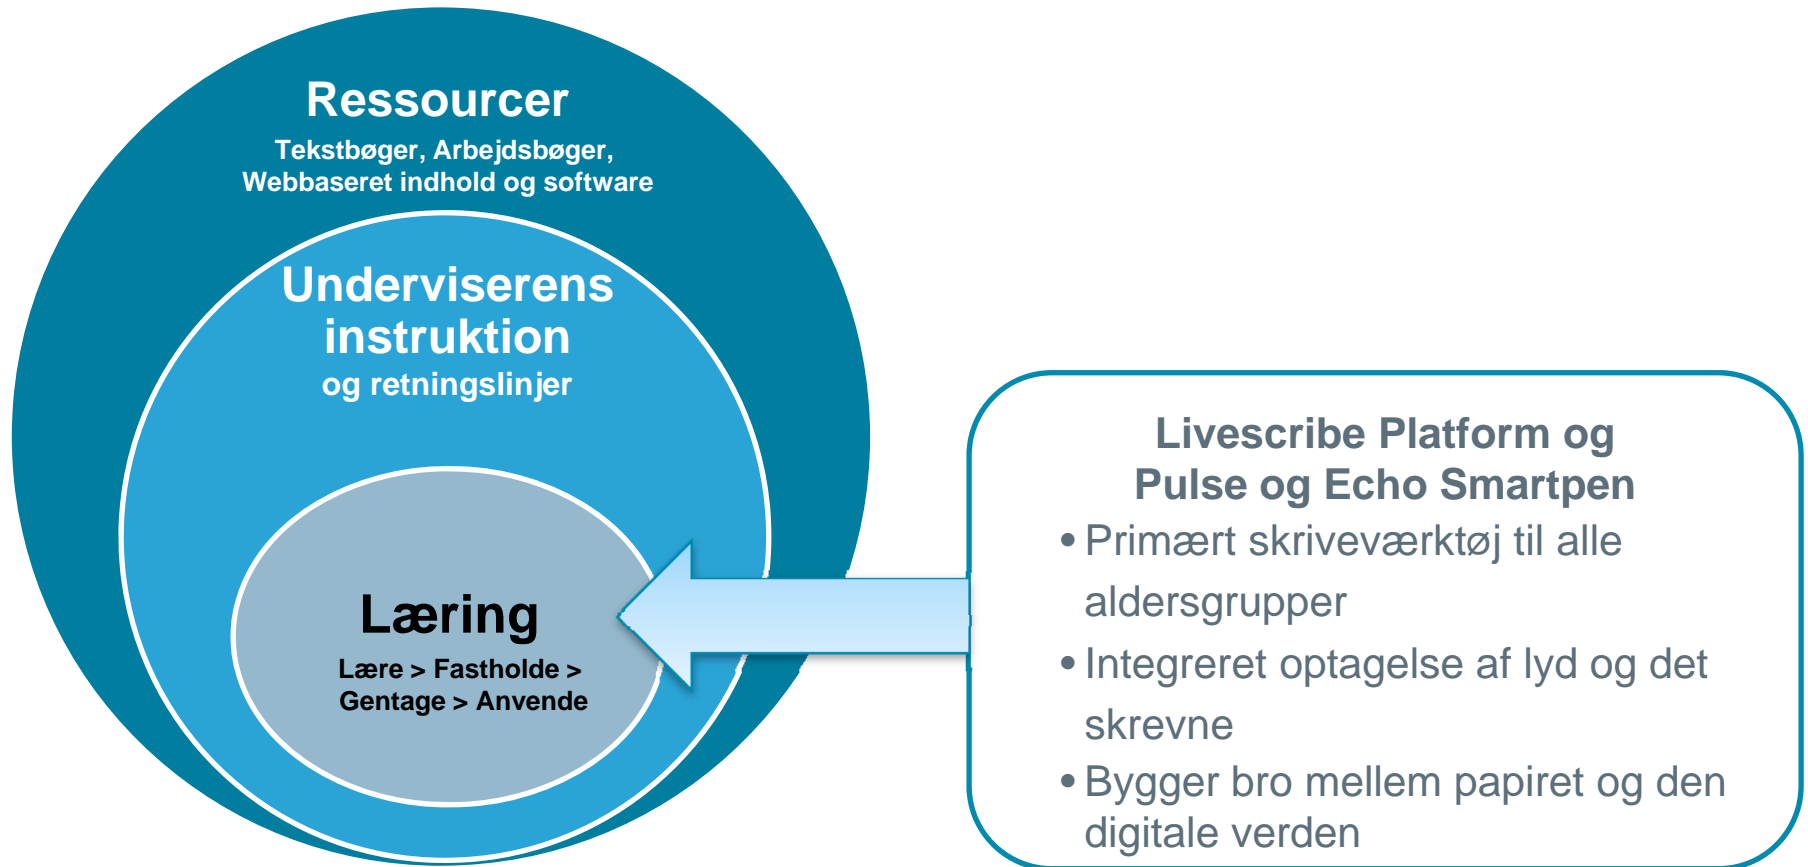 Ressourcer
Tekstbøger, Arbejdsbøger,
Webbaseret indhold og software
Underviserens
instruktion
og retningslinjer
Læring
Lære > Fastholde >
Gentage > Anvende
Livescribe Platform og
Pulse og Echo Smartpen
• Primært skriveværktøj til alle
aldersgrupper
• Integreret optagelse af lyd og det
skrevne
• Bygger bro mellem papiret og den
digitale verden